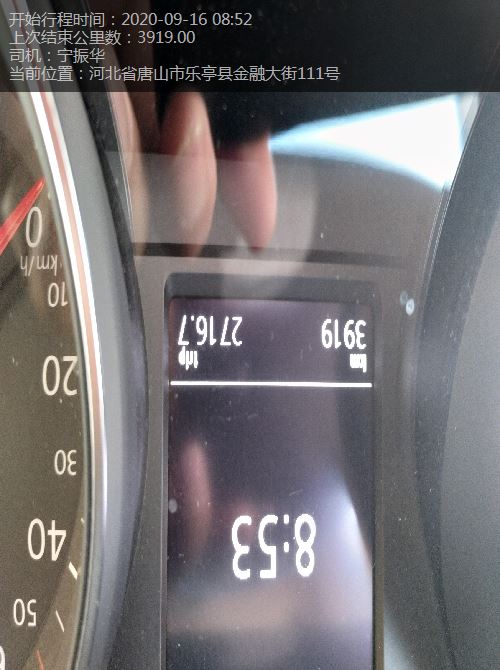 开始行程时间：2020-09-16 08:52
上次结束公里数：3919.00
司机：宁振华
当前位置：河北省唐山市乐亭县金融大街111号
0
km/h
10
20
30
40
50
8:53
km
trip
3919
2716.7